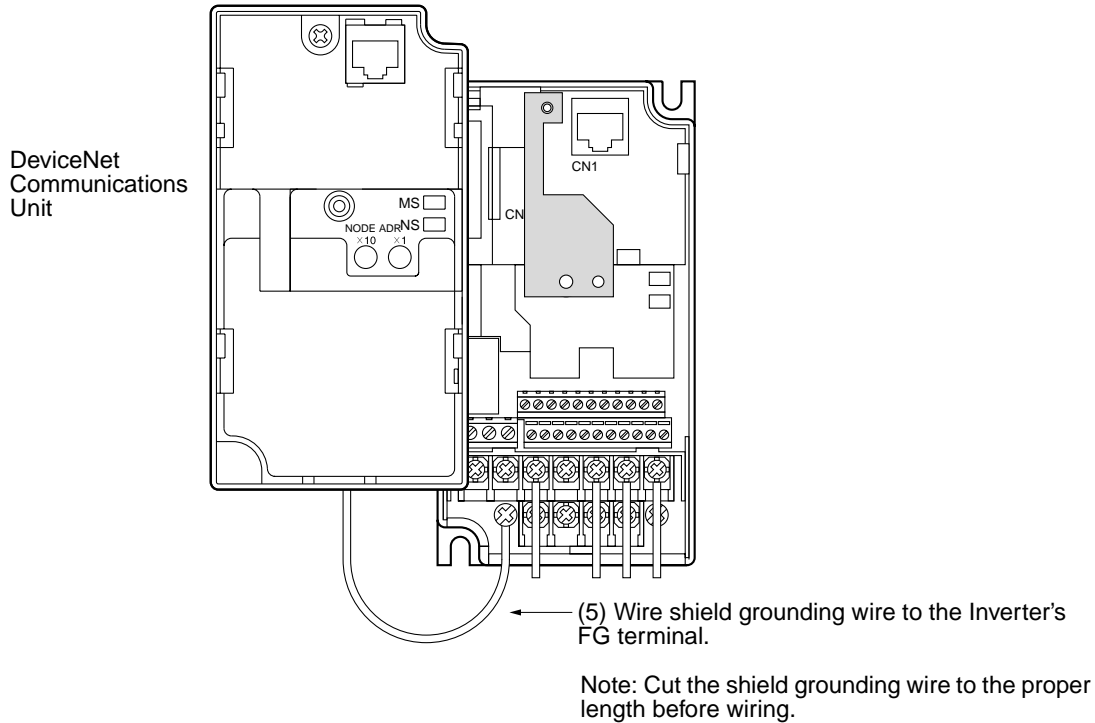 DeviceNet
Communications
Unit
MS
NS
NODE ADR
×10 ×1
CN1
CN
(5) Wire shield grounding wire to the Inverter's
FG terminal.
Note: Cut the shield grounding wire to the proper
length before wiring.